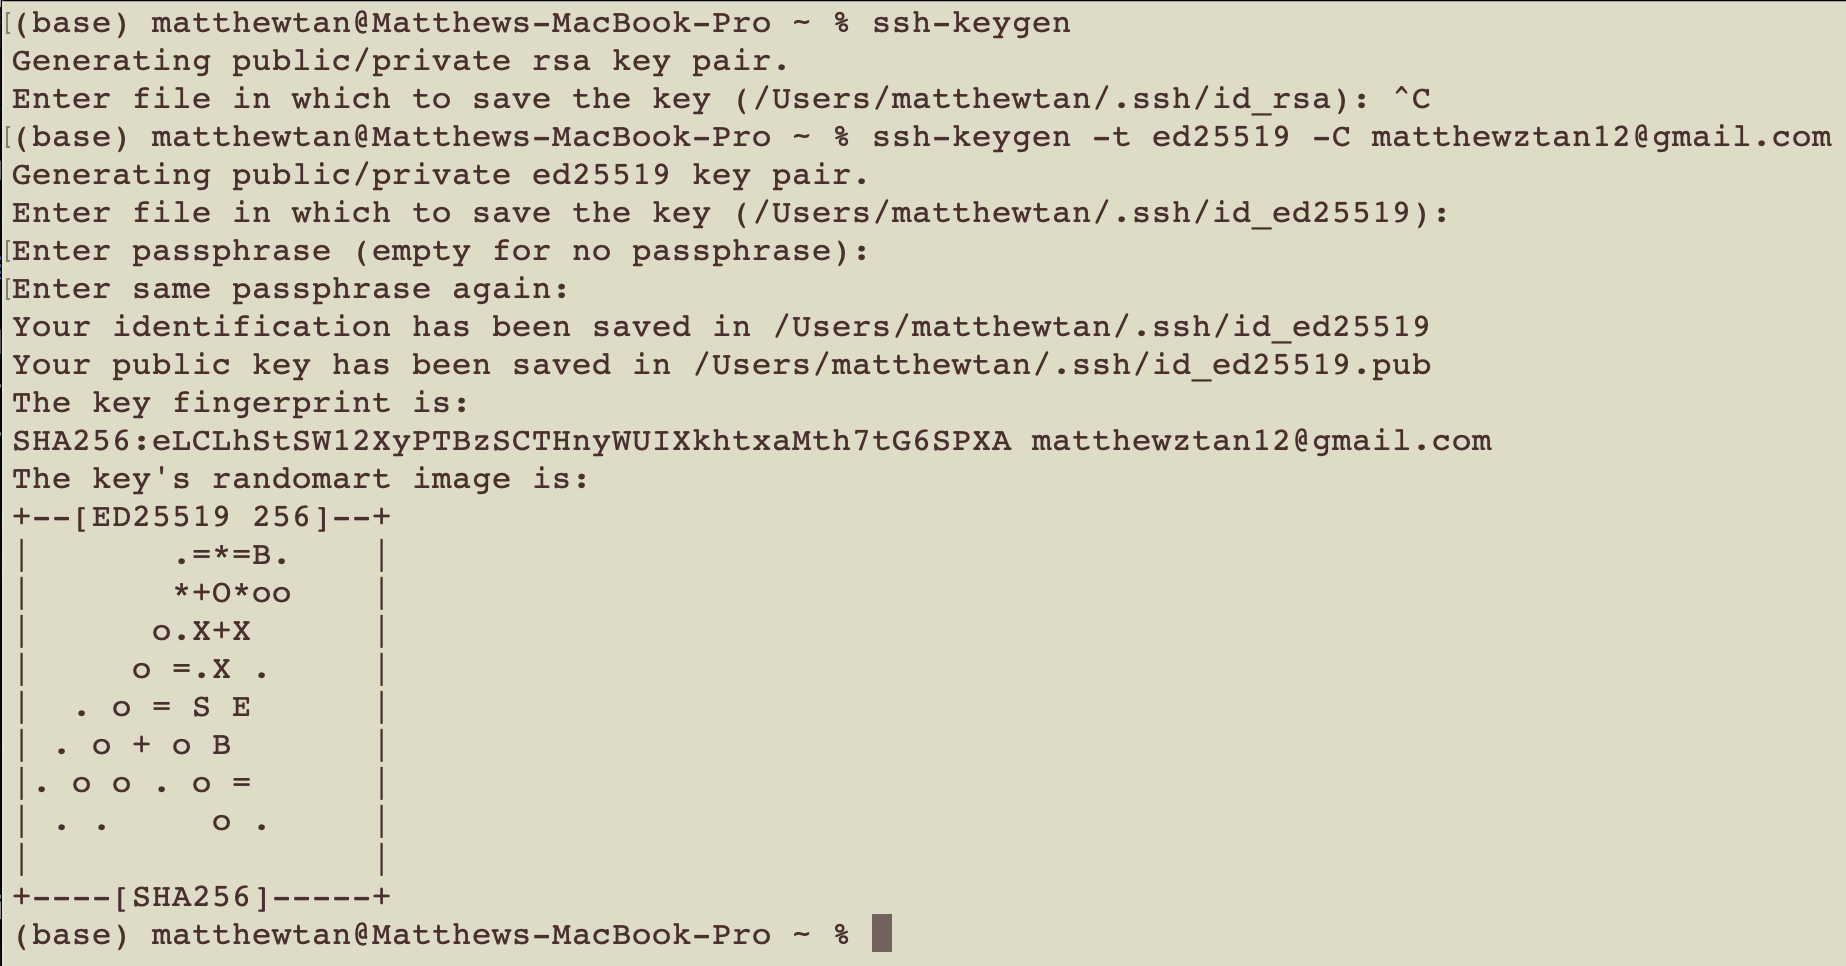 (base) matthewtan@Matthews-MacBook-Pro ~ % ssh-keygen
Generating public/private rsa key pair.
Enter file in which to save the key (/Users/matthewtan/.ssh/id_rsa): ^C
(base) matthewtan@Matthews-MacBook-Pro ~ % ssh-keygen -t ed25519 -C matthewztan12@gmail.com
Generating public/private ed25519 key pair.
Enter file in which to save the key (/Users/matthewtan/.ssh/id_ed25519):
Enter passphrase (empty for no passphrase):
Enter same passphrase again:
Your identification has been saved in /Users/matthewtan/.ssh/id_ed25519
Your public key has been saved in /Users/matthewtan/.ssh/id_ed25519.pub
The key fingerprint is:
SHA256:eLCLhStSW12XyPTBzSCTHnyWUIXkhtxaMth7tG6SPXA matthewztan12@gmail.com
The key's randomart image is:
+--[ED25519 256]--+
|       .=*=B.    |
|       *+O*oo    |
|      o.X+X      |
|     o =.X .     |
|  . o = S E      |
| . o + o B       |
|. o o . o =      |
| . .     o .     |
|                 |
+----[SHA256]-----+
(base) matthewtan@Matthews-MacBook-Pro ~ %